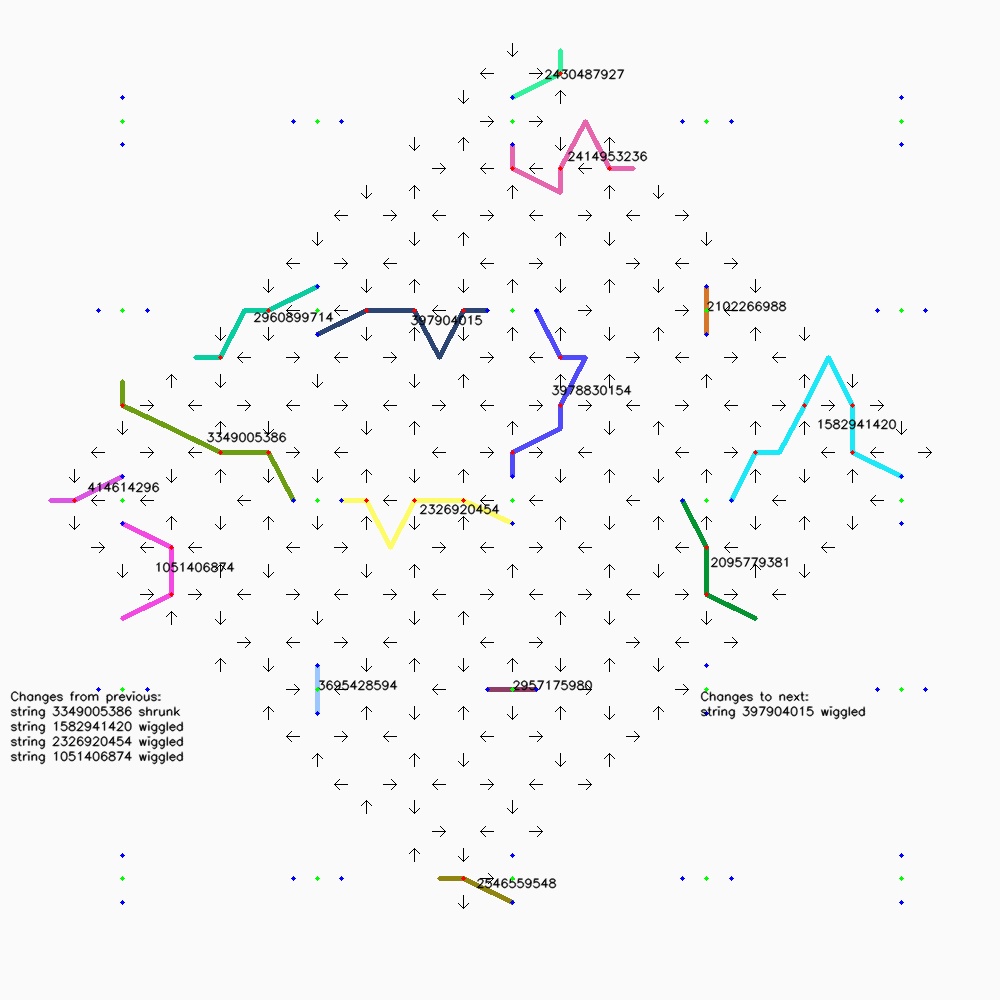 2430487927
2414953236
2102266988
2960899714
397904015
3978830154
1582941420
3349005386
414614296
2326920454
2095779381
1051406874
3695428594
2957175980
Changes from previous:
string 3349005386 shrunk
string 1582941420 wiggled
string 2326920454 wiggled
string 1051406874 wiggled
Changes to next:
string 397904015 wiggled
2546559548